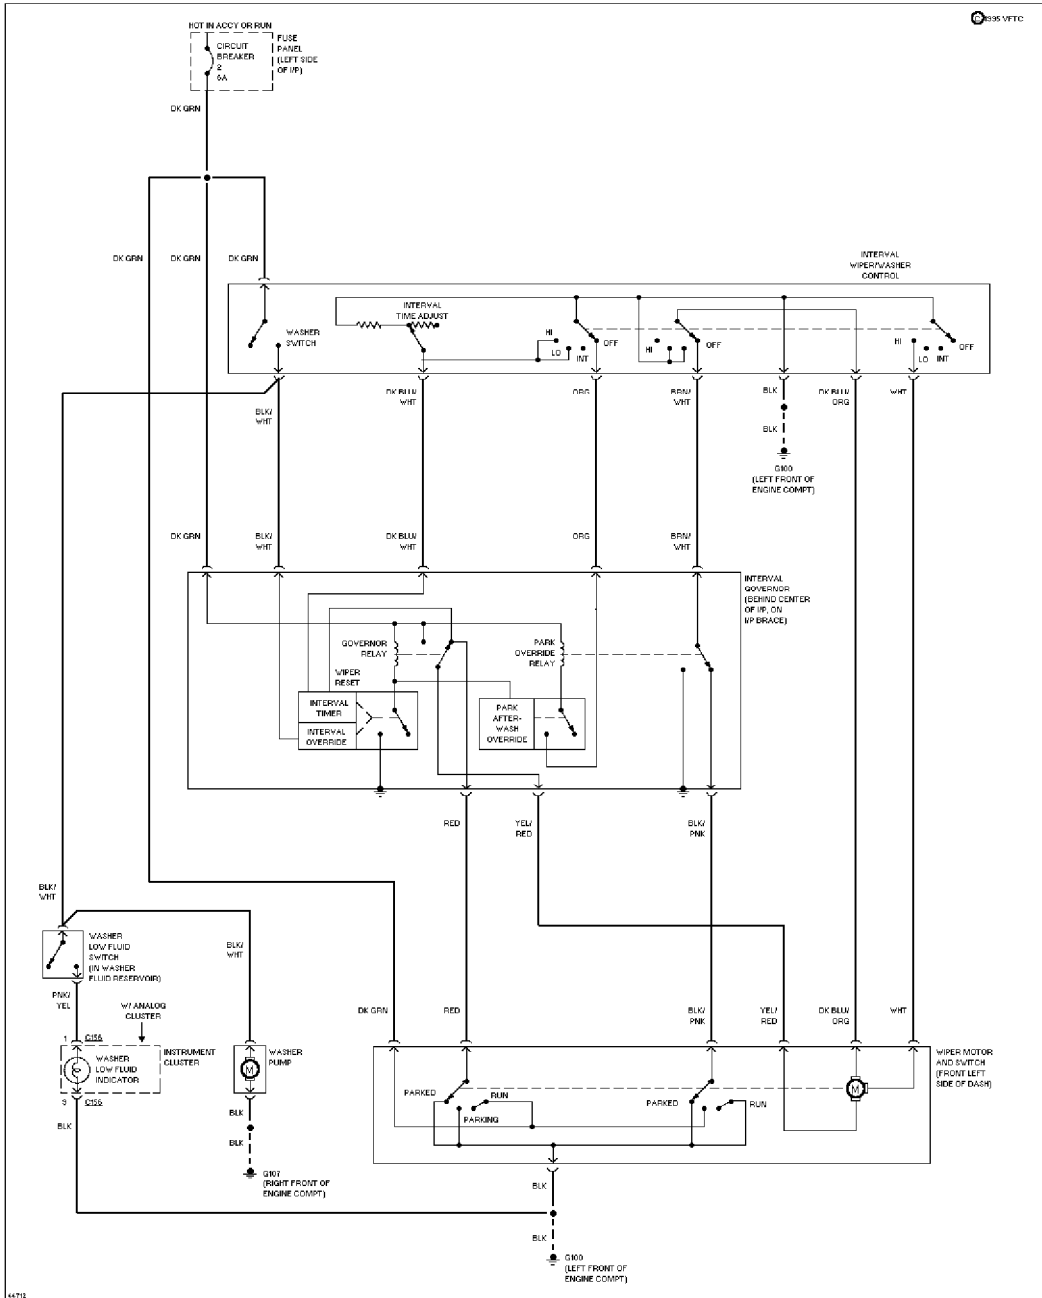 HOT IN ACCY OR RUN
© 1995 VFTC
CIRCUIT
BREAKER
2
6A
FUSE
PANEL
(LEFT SIDE
OF I/P)
DK GRN
DK GRN
DK GRN
DK GRN
INTERVAL
WIPER/WASHER
CONTROL
WASHER
SWITCH
INTERVAL
TIME ADJUST
HI
LO
INT
OFF
HI
OFF
HI
LO
INT
OFF
BLK/
WHT
DK BLU/
WHT
ORG
BRN/
WHT
BLK
DK BLU/
ORG
WHT
BLK
G100
(LEFT FRONT OF
ENGINE COMPT)
DK GRN
BLK/
WHT
DK BLU/
WHT
ORG
BRN/
WHT
INTERVAL
GOVERNOR
(BEHIND CENTER
OF I/P, ON
I/P BRACE)
GOVERNOR
RELAY
PARK
OVERRIDE
RELAY
WIPER
RESET
INTERVAL
TIMER
INTERVAL
OVERRIDE
PARK
AFTER-
WASH
OVERRIDE
RED
YEL/
RED
BLK/
PNK
BLK/
WHT
WASHER
LOW FLUID
SWITCH
(IN WASHER
FLUID RESERVOIR)
BLK/
WHT
PNK/
YEL
W/ ANALOG
CLUSTER
DK GRN
RED
BLK/
PNK
YEL/
RED
DK BLU/
ORG
WHT
1 C156
WASHER
LOW FLUID
INDICATOR
INSTRUMENT
CLUSTER
M
WASHER
PUMP
WIPER MOTOR
AND SWITCH
(FRONT LEFT
SIDE OF DASH)
PARKED
RUN
PARKING
PARKED
RUN
M
9 C156
BLK
BLK
BLK
G107
(RIGHT FRONT OF
ENGINE COMPT)
BLK
BLK
G100
(LEFT FRONT OF
ENGINE COMPT)